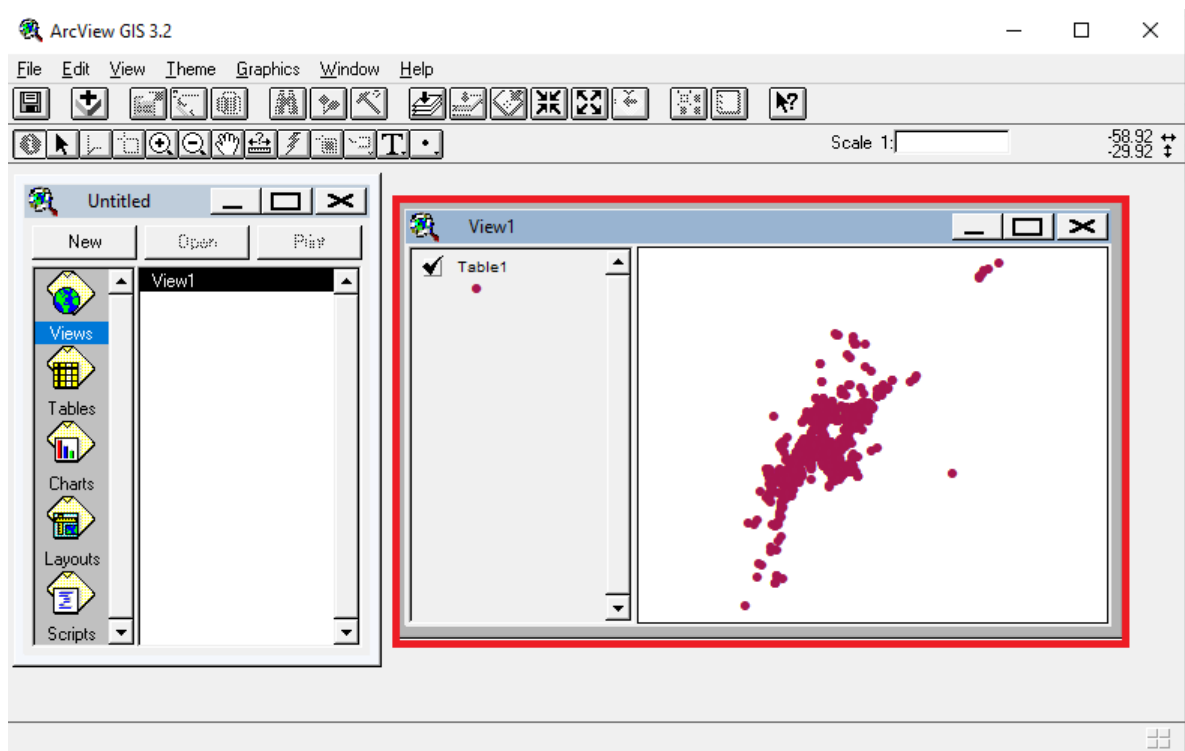 ArcView GIS 3.2
File Edit View Theme Graphics Window Help
Scale 1:
-58.92
-29.92
Untitled
New Open Print
View1
Views
Tables
Charts
Layouts
Scripts
View1
Table1